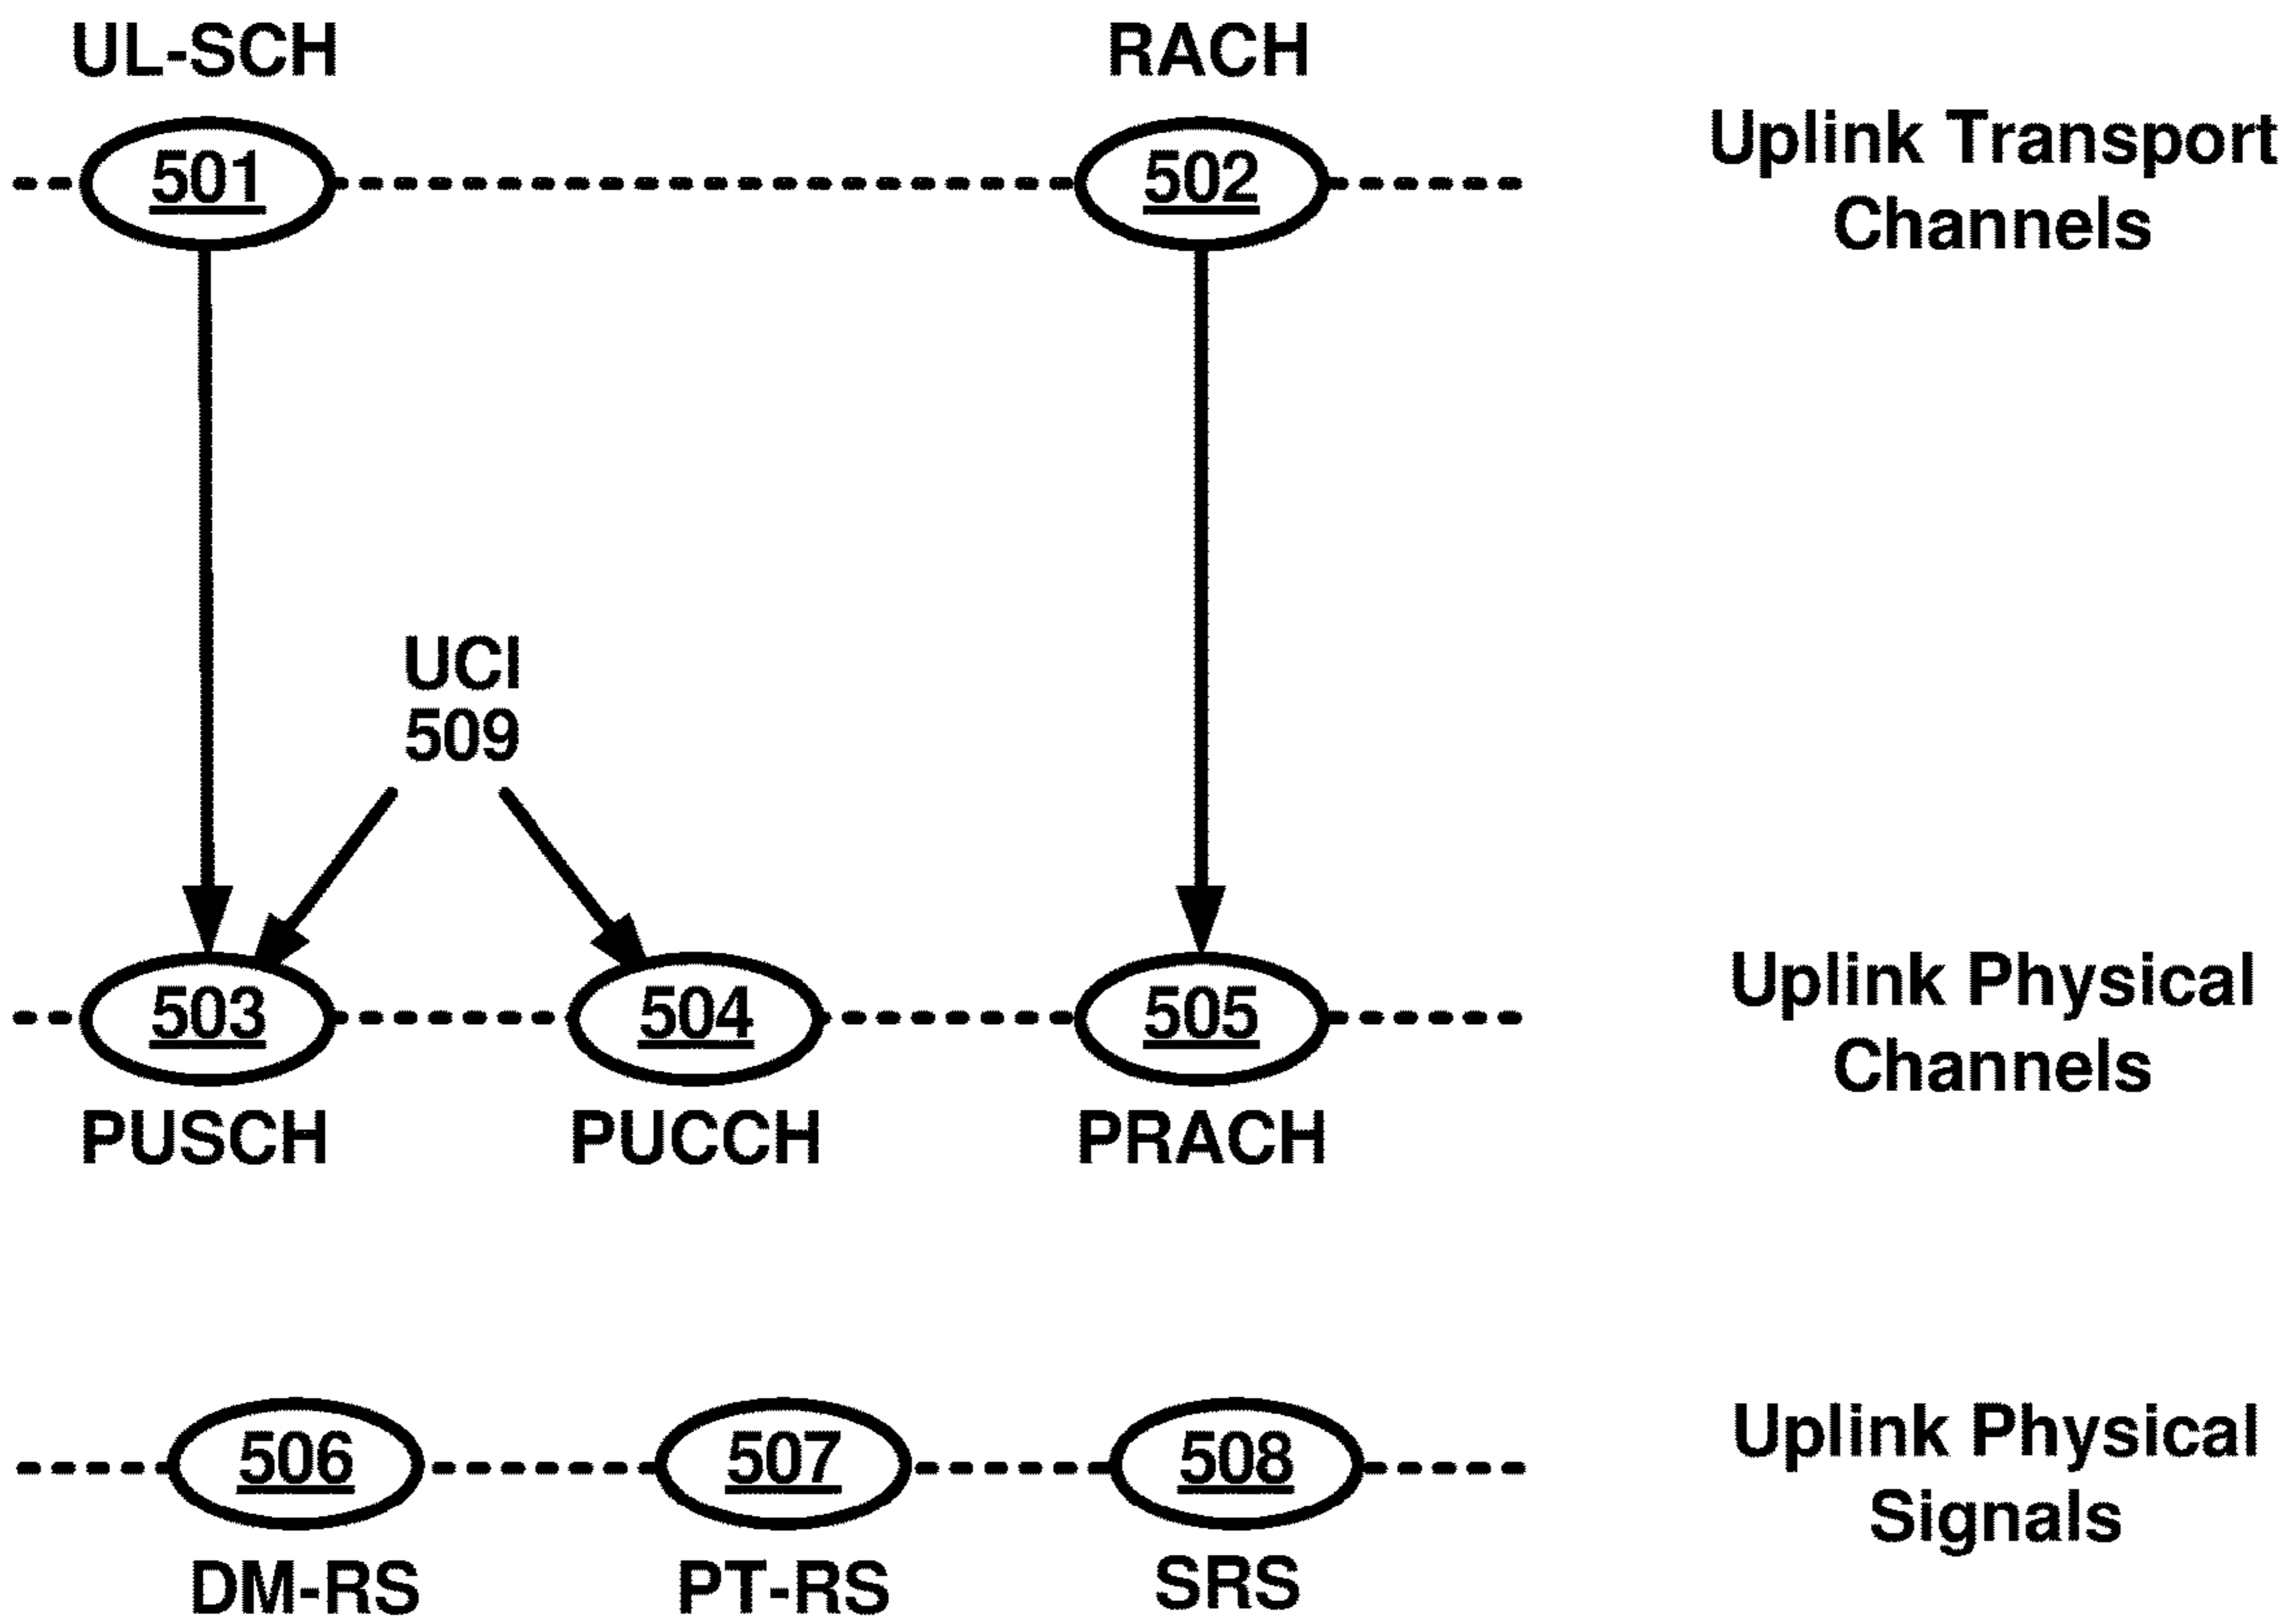 UL-SCH
RACH
501
502
Uplink Transport
Channels
UCI
509
503
504
505
Uplink Physical
Channels
PUSCH
PUCCH
PRACH
506
507
508
Uplink Physical
Signals
DM-RS
PT-RS
SRS